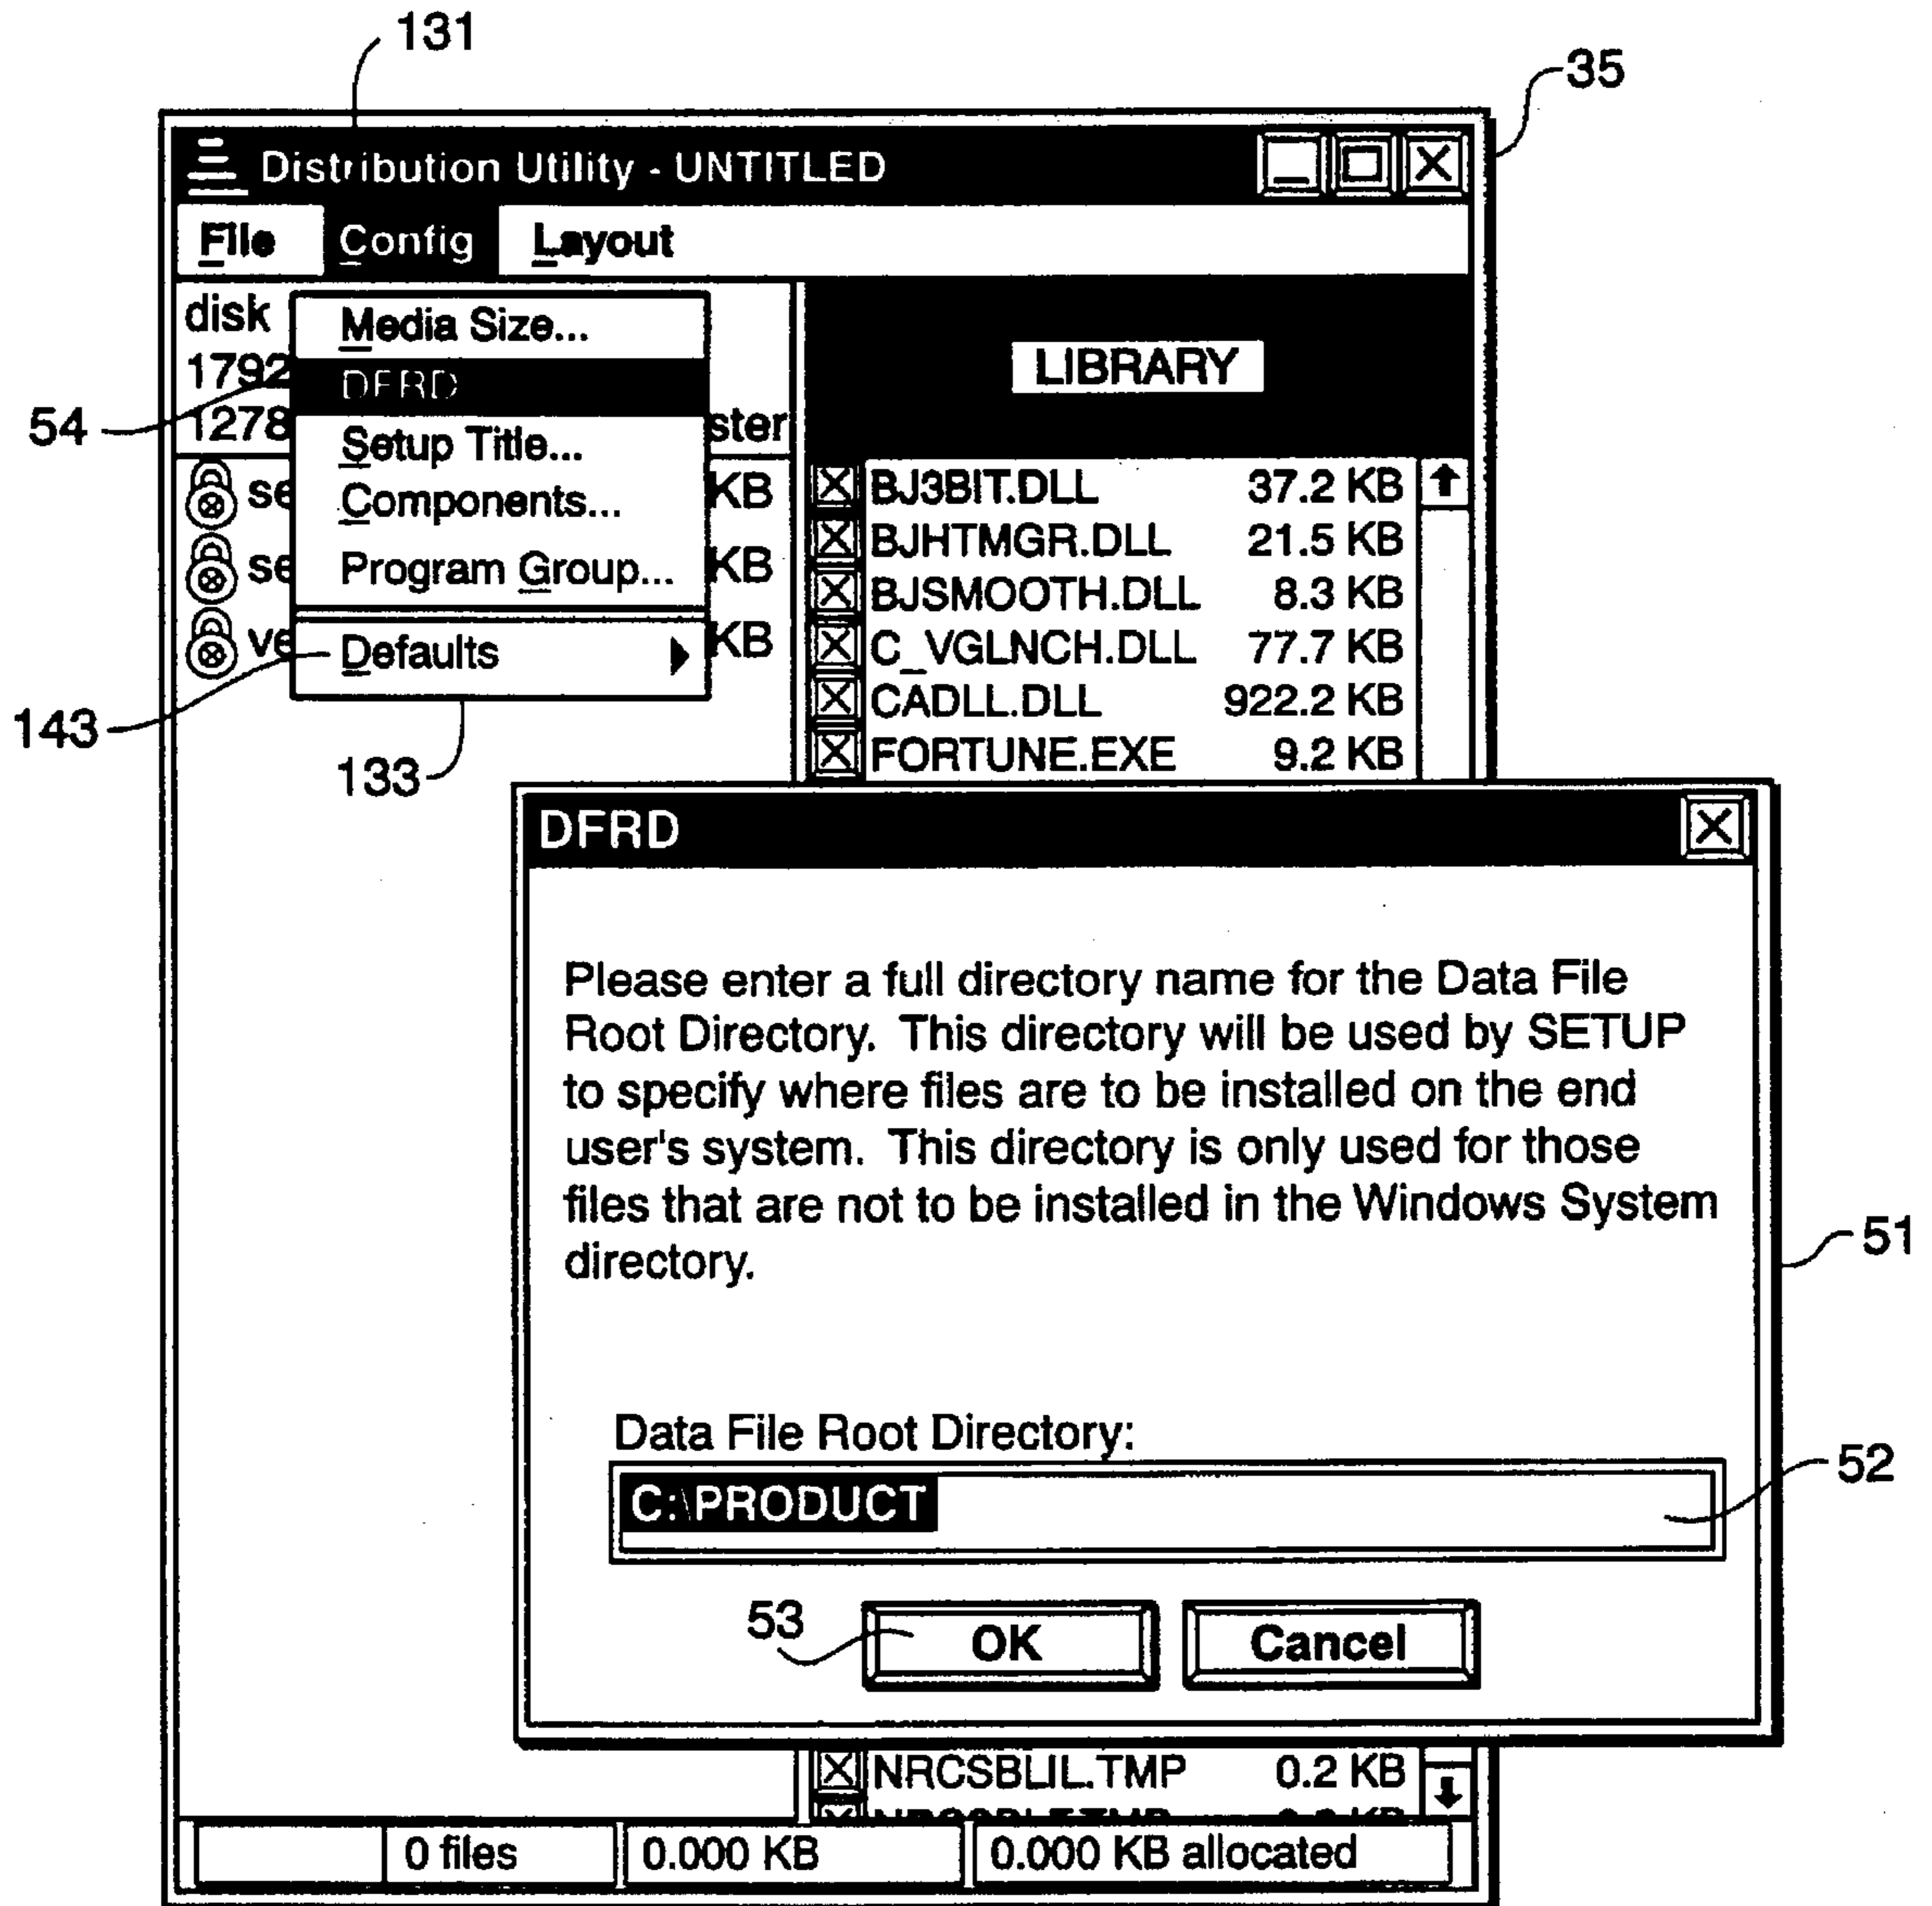 131
35
Distribution Utility - UNTITLED
File Config Layout
disk
1792
1278 ster
Media Size...
DFRD
Setup Title...
Components...
Program Group...
Defaults
54
143
133
se KB
se KB
ve KB
LIBRARY
BJ3BIT.DLL 37.2 KB
BJHTMGR.DLL 21.5 KB
BJSMOOTH.DLL 8.3 KB
C_VGLNCH.DLL 77.7 KB
CADLL.DLL 922.2 KB
FORTUNE.EXE 9.2 KB
DFRD
Please enter a full directory name for the Data File
Root Directory. This directory will be used by SETUP
to specify where files are to be installed on the end
user's system. This directory is only used for those
files that are not to be installed in the Windows System
directory.
51
Data File Root Directory:
C:\PRODUCT
52
53
OK Cancel
NRCSBLIL.TMP 0.2 KB
0 files 0.000 KB 0.000 KB allocated